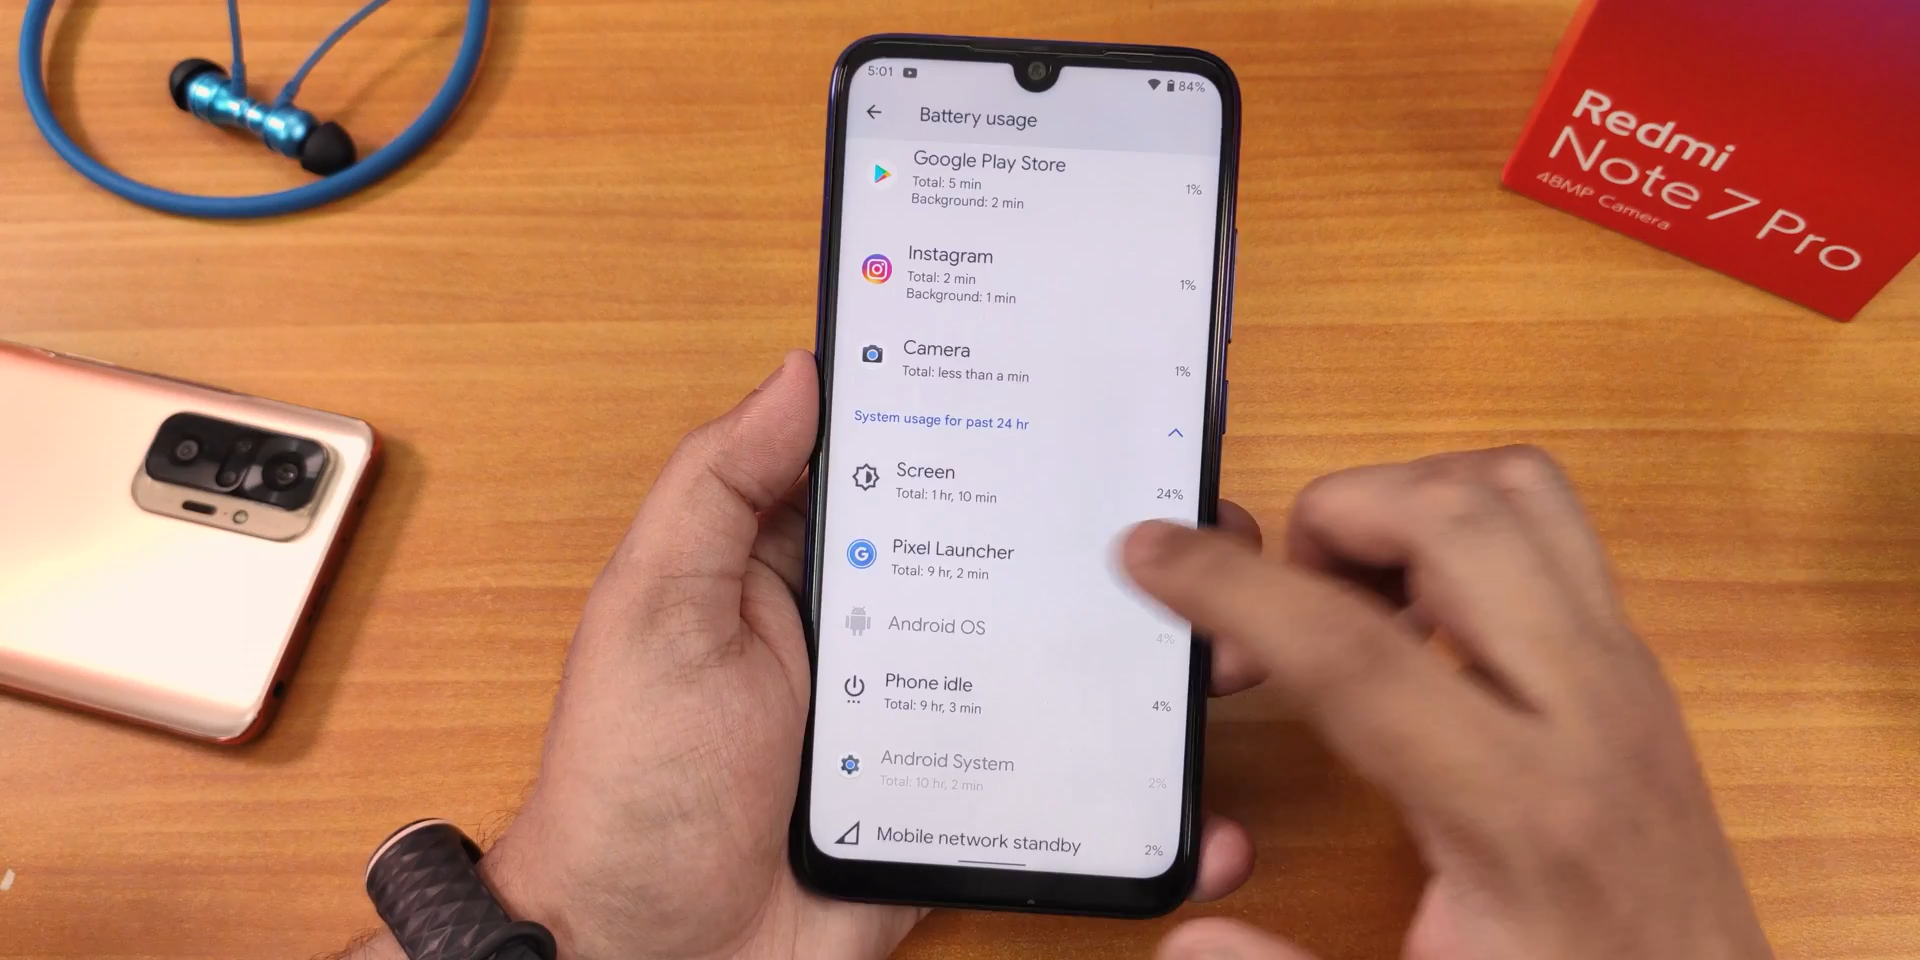 5:01
84%
Battery usage
Google Play Store
Total: 5 min
Background: 2 min
1%
Instagram
Total: 2 min
Background: 1 min
1%
Camera
Total: less than a min
1%
System usage for past 24 hr
Screen
Total: 1 hr, 10 min
24%
Pixel Launcher
Total: 9 hr, 2 min
Android OS
4%
Phone idle
Total: 9 hr, 3 min
4%
Android System
Total: 10 hr, 2 min
2%
Mobile network standby
2%
Redmi
Note 7 Pro
48MP Camera